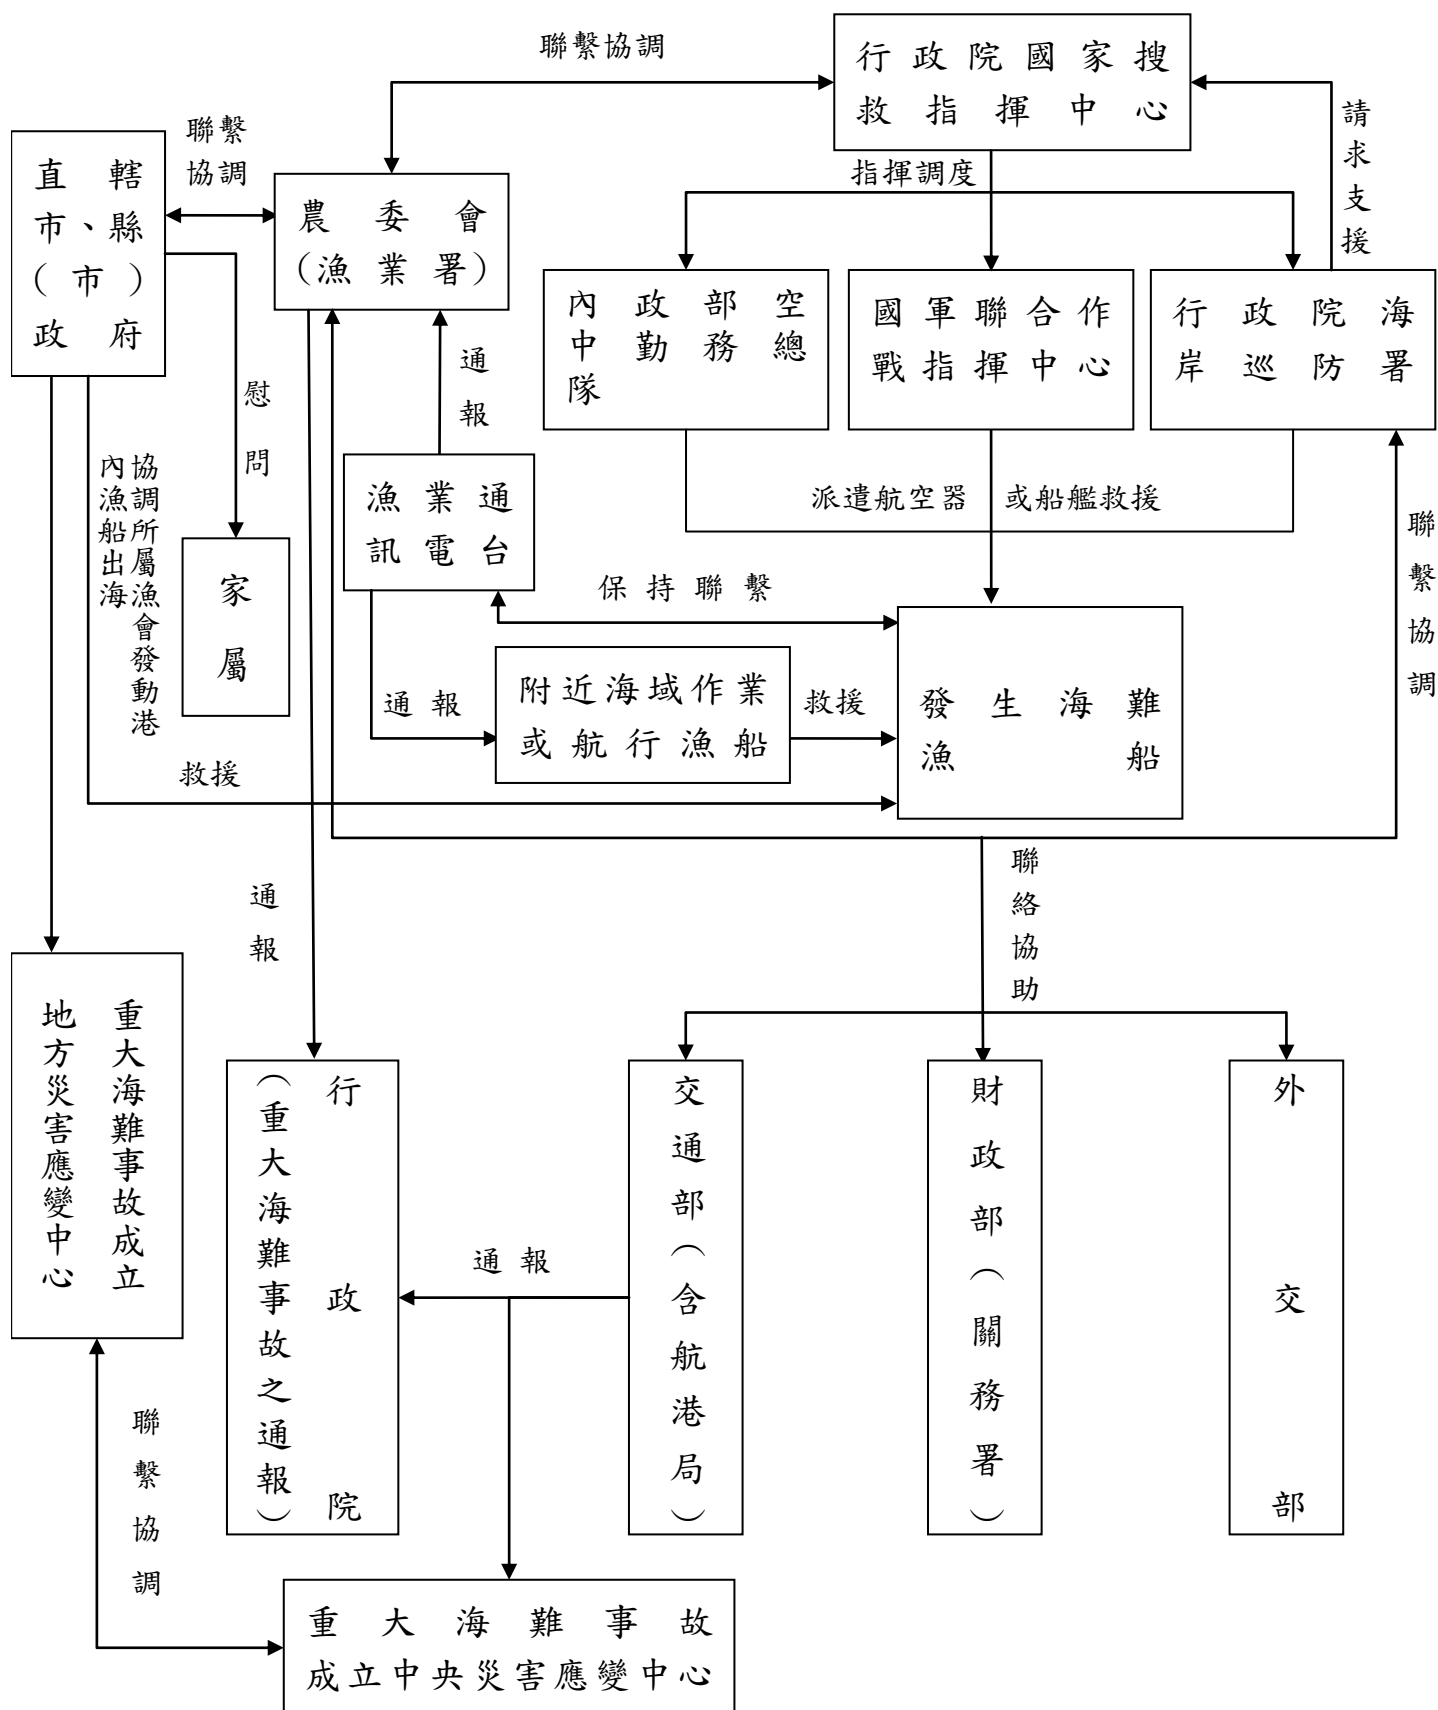 聯繫協調
行政院國家搜
救指揮中心
請求支援
聯繫
協調
直轄
市、縣
(市)
政府
農委會
(漁業署)
指揮調度
內政部空
中勤務總
隊
國軍聯合作
戰指揮中心
行政院海
岸巡防署
通報
慰問
協調所屬漁會發動港
內漁船出海
漁業通
訊電台
派遣航空器
或船艦救援
聯繫協調
家屬
保持聯繫
通報
附近海域作業
或航行漁船
救援
發生海難
漁船
救援
通報
聯絡協助
重大海難事故成立
地方災害應變中心
行政院
(重大海難事故之通報)
交通部(含航港局)
財政部(關務署)
外交部
通報
聯繫協調
重大海難事故
成立中央災害應變中心